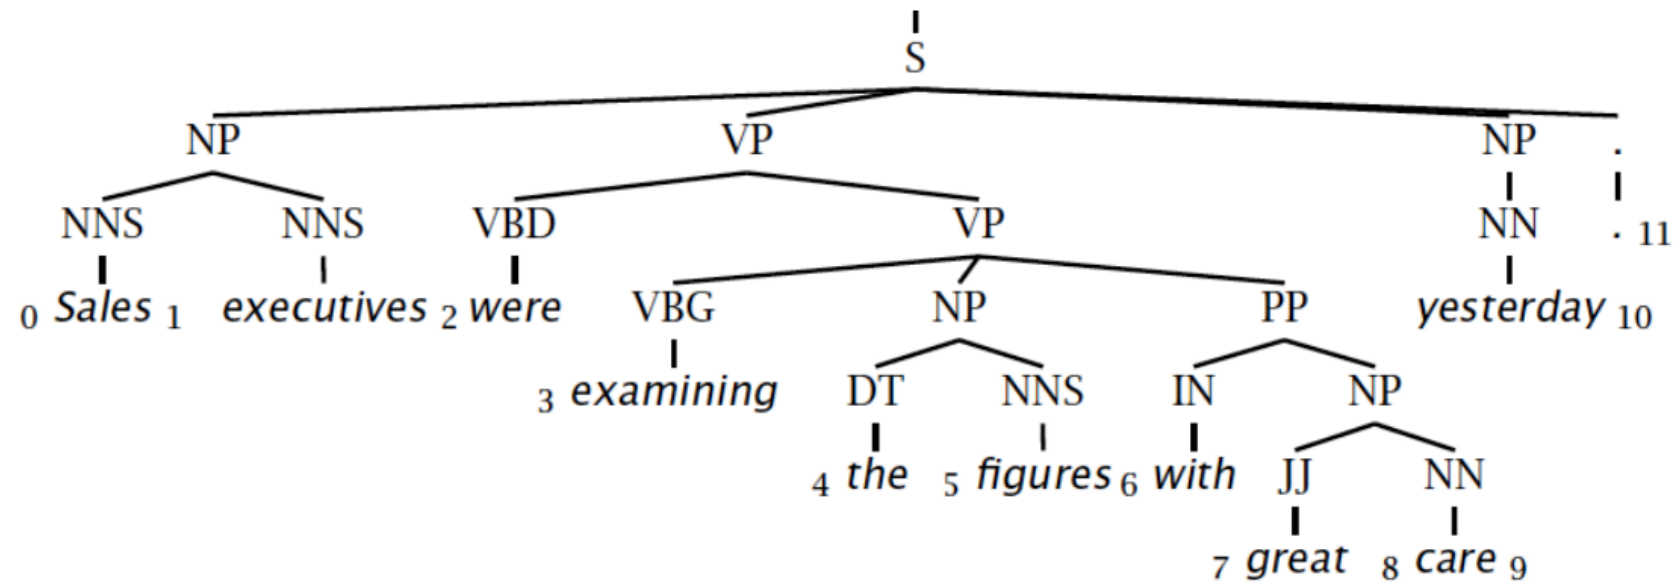 S
NP VP NP .
NNS NNS VBD VP NN . 11
0 Sales 1 executives 2 were VBG NP PP yesterday 10
3 examining DT NNS IN NP
4 the 5 figures 6 with JJ NN
7 great 8 care 9